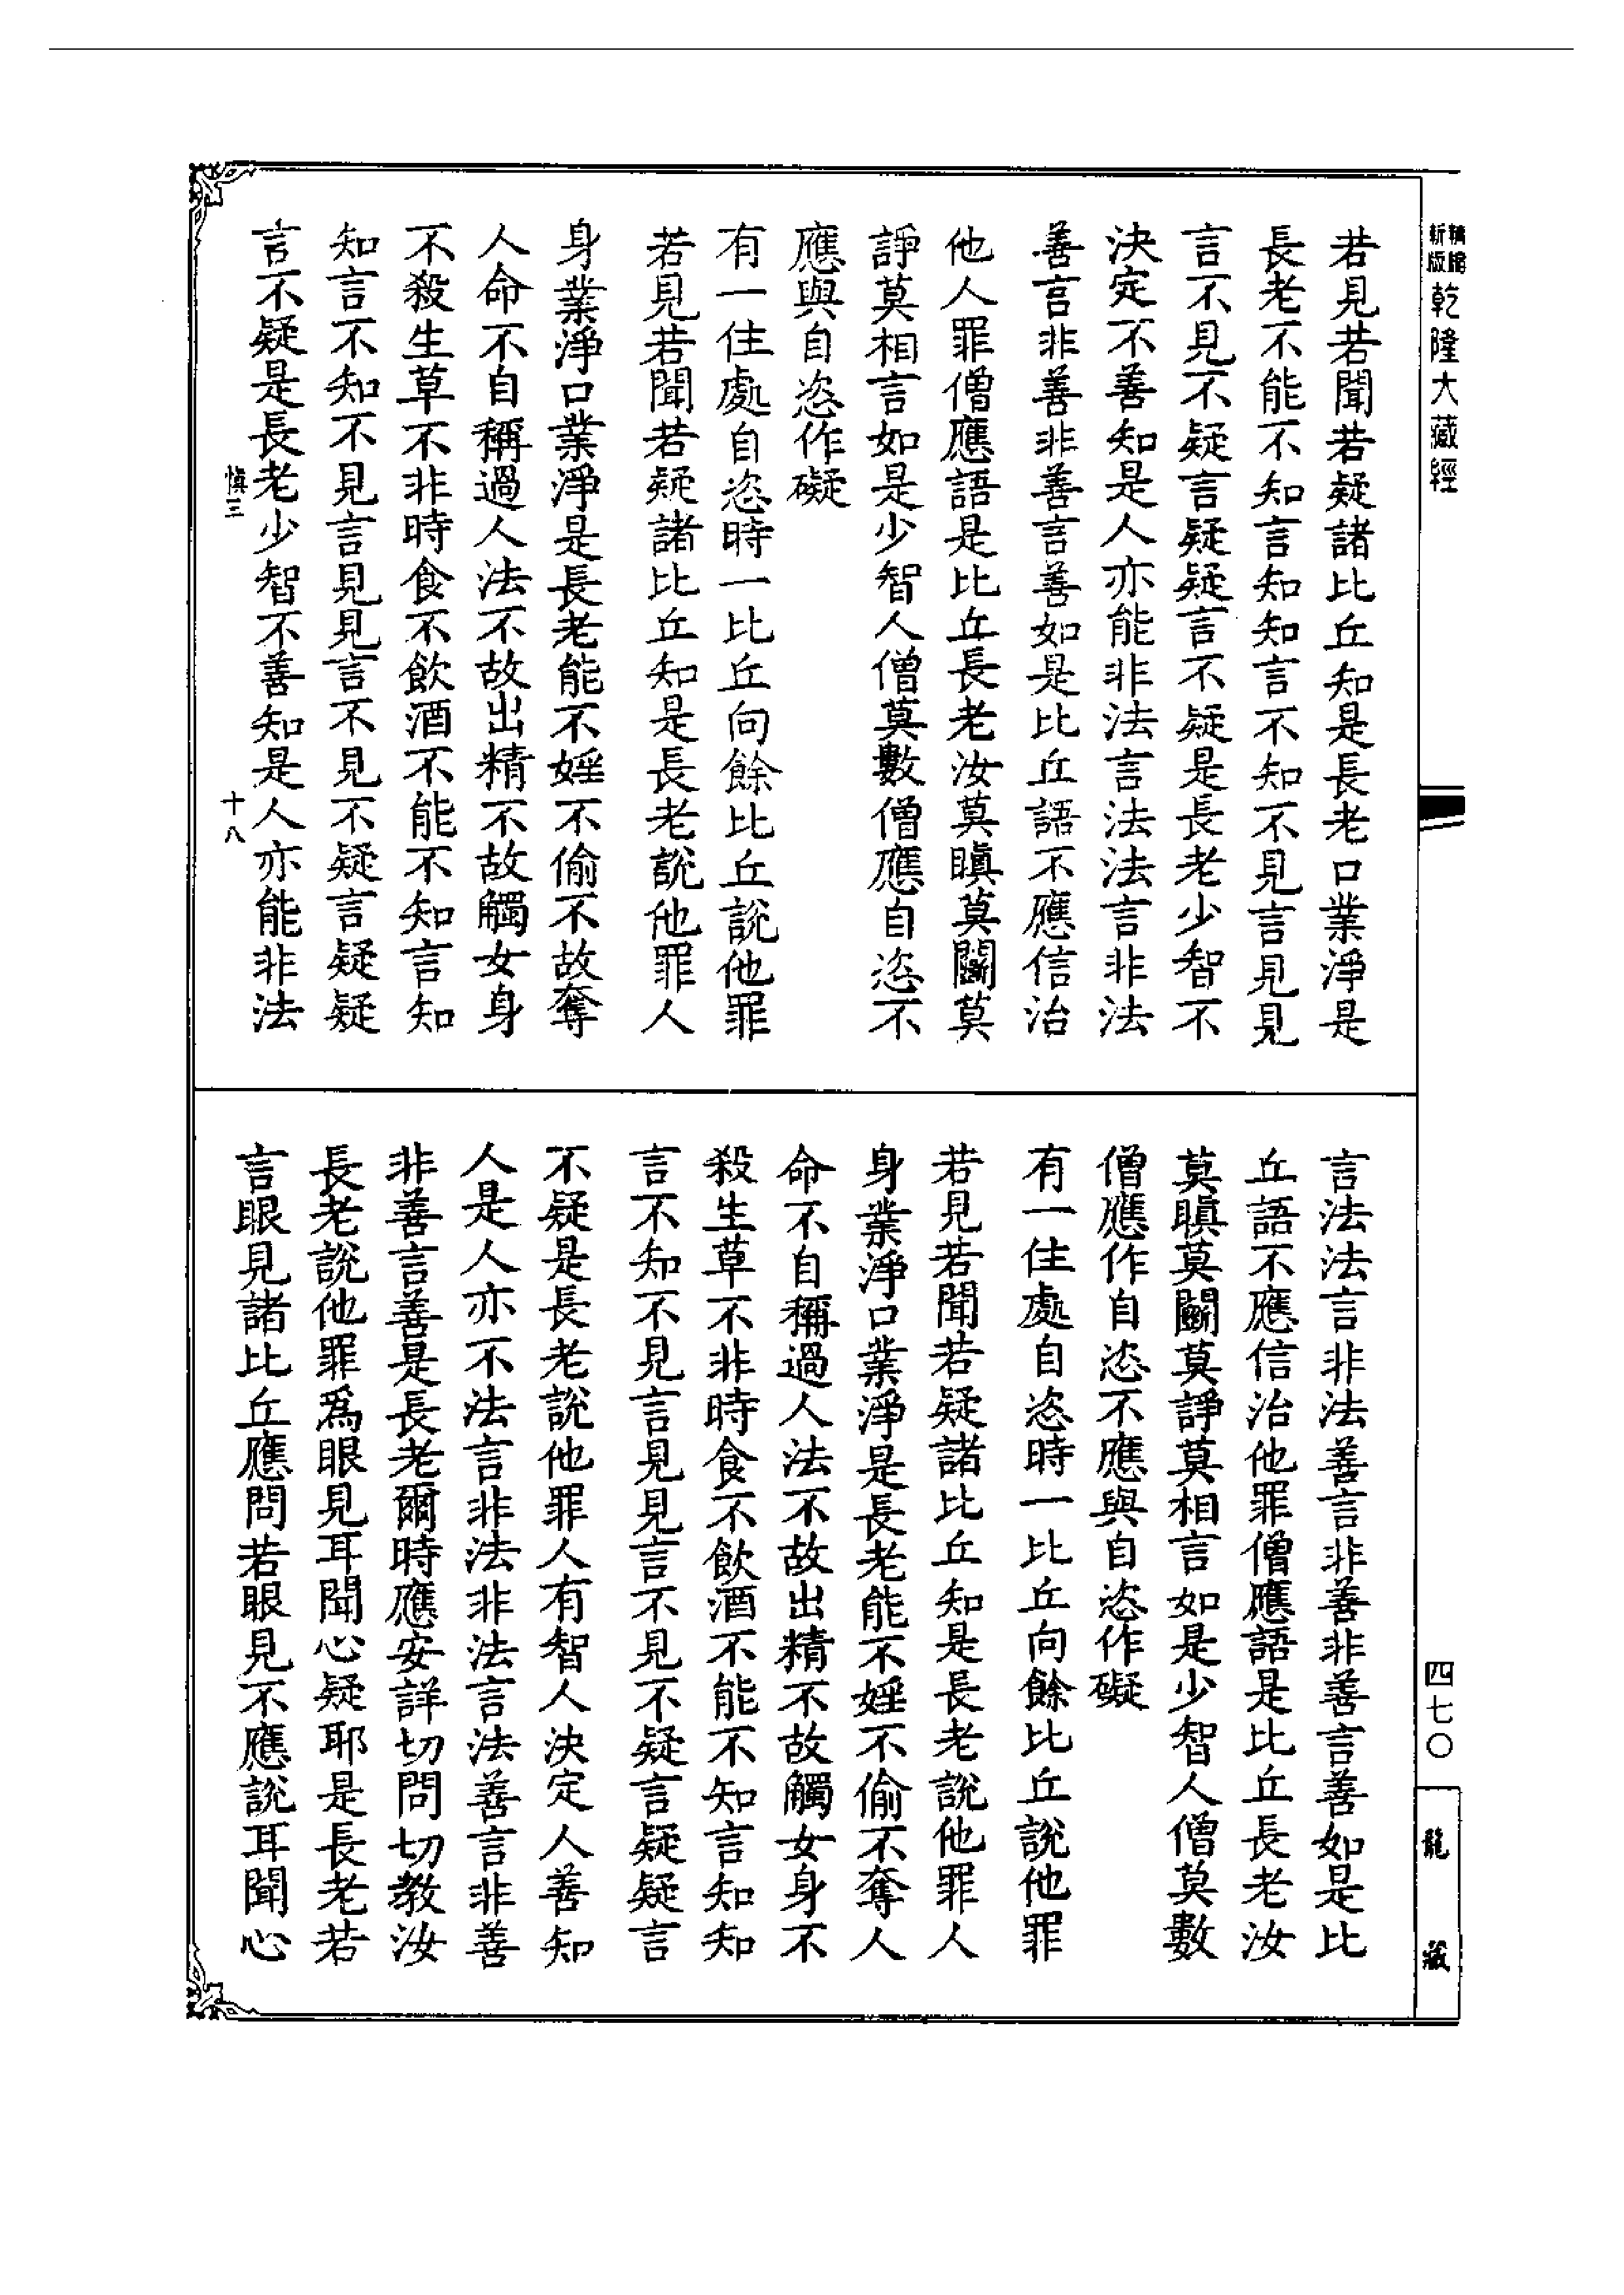 精繕新版乾隆大藏經
若見若聞若疑諸比丘知是長老口業淨是
長老不能不知言知知言不知不見言見見
言不見不疑言疑疑言不疑是長老少智不
決定不善知是人亦能非法言法法言非法
善言非善非善言善如是比丘語不應信治
他人罪僧應語是比丘長老汝莫瞋莫鬬莫
諍莫相言如是少智人僧莫數僧應自恣不
應與自恣作礙
有一住處自恣時一比丘向餘比丘說他罪
若見若聞若疑諸比丘知是長老說他罪人
身業淨口業淨是長老能不婬不偷不故奪
人命不自稱過人法不故出精不故觸女身
不殺生草不非時食不飲酒不能不知言知
知言不知不見言見見言不見不疑言疑疑
言不疑是長老少智不善知是人亦能非法
慎三 十八
言法法言非法善言非善非善言善如是比
丘語不應信治他罪僧應語是比丘長老汝
莫瞋莫鬬莫諍莫相言如是少智人僧莫數
僧應作自恣不應與自恣作礙
有一住處自恣時一比丘向餘比丘說他罪
若見若聞若疑諸比丘知是長老說他罪人
身業淨口業淨是長老能不婬不偷不奪人
命不自稱過人法不故出精不故觸女身不
殺生草不非時食不飲酒不能不知言知知
言不知不見言見見言不見不疑言疑疑言
不疑是長老說他罪人有智人決定人善知
人是人亦不法言非法非法言法善言非善
非善言善是長老爾時應安詳切問切教汝
長老說他罪爲眼見耳聞心疑耶是長老若
言眼見諸比丘應問若眼見不應說耳聞心
四七〇
龍藏